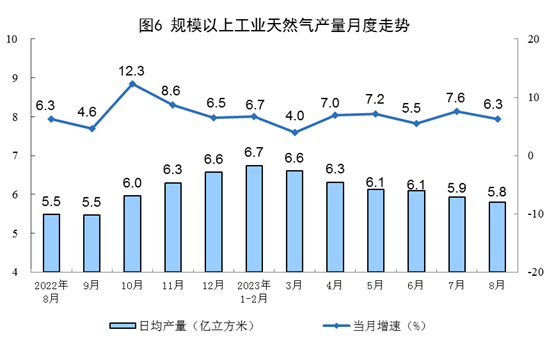 图6 规模以上工业天然气产量月度走势
10
9
8
7
6
5
4
20
10
0
-10
-20
6.3
4.6
12.3
8.6
6.5
6.7
4.0
7.0
7.2
5.5
7.6
6.3
5.5
5.5
6.0
6.3
6.6
6.7
6.6
6.3
6.1
6.1
5.9
5.8
2022年
8月
9月
10月
11月
12月
2023年
1-2月
3月
4月
5月
6月
7月
8月
日均产量（亿立方米）
当月增速（%）